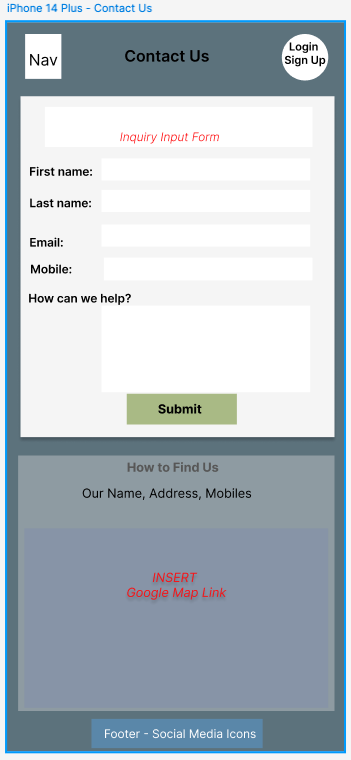 iPhone 14 Plus - Contact Us
Nav
Contact Us
Login
Sign Up
Inquiry Input Form
First name:
Last name:
Email:
Mobile:
How can we help?
Submit
How to Find Us
Our Name, Address, Mobiles
INSERT
Google Map Link
Footer - Social Media Icons